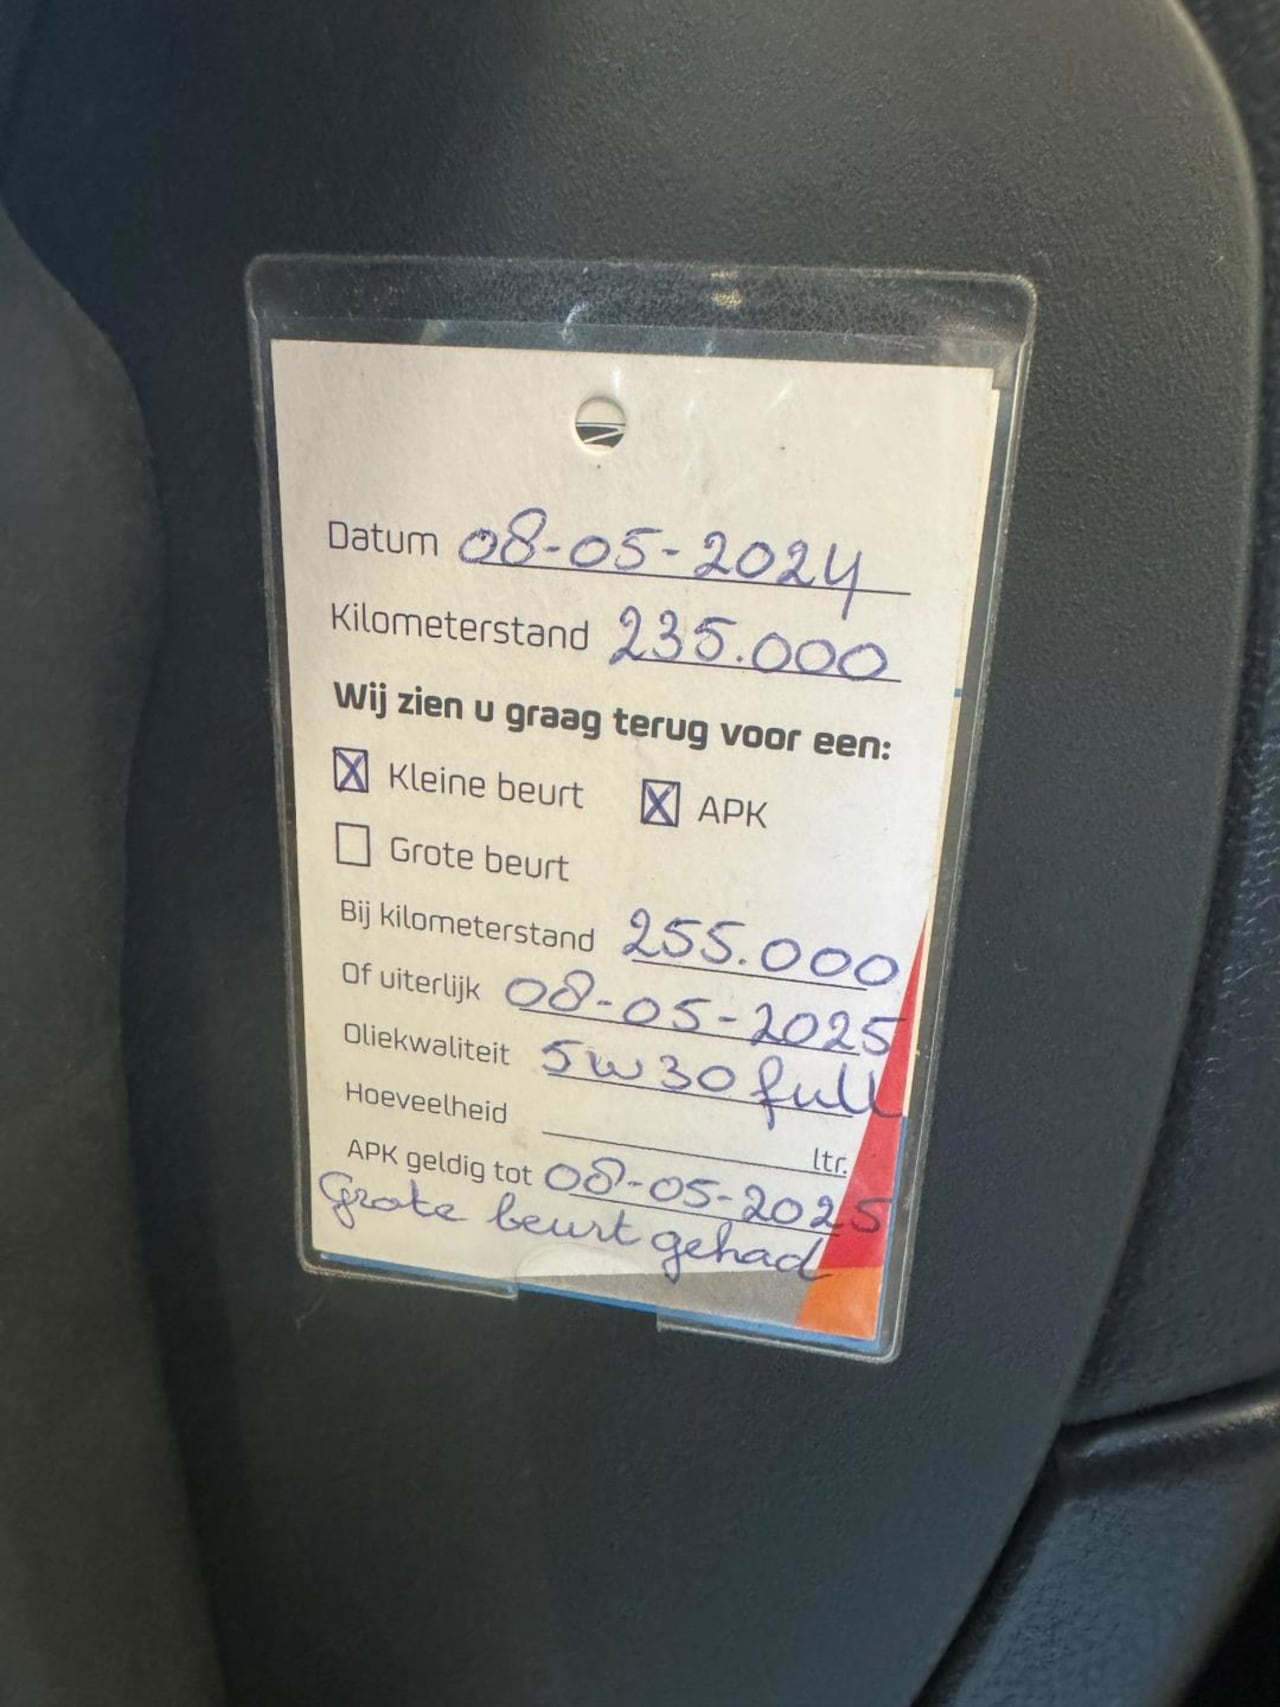 Datum 08-05-2024
Kilometerstand 235.000
Wij zien u graag terug voor een:
Kleine beurt APK
Grote beurt
Bij kilometerstand 255.000
Of uiterlijk 08-05-2025
Oliekwaliteit 5w30 full
Hoeveelheid ltr.
APK geldig tot 08-05-2025
Grote beurt gehad